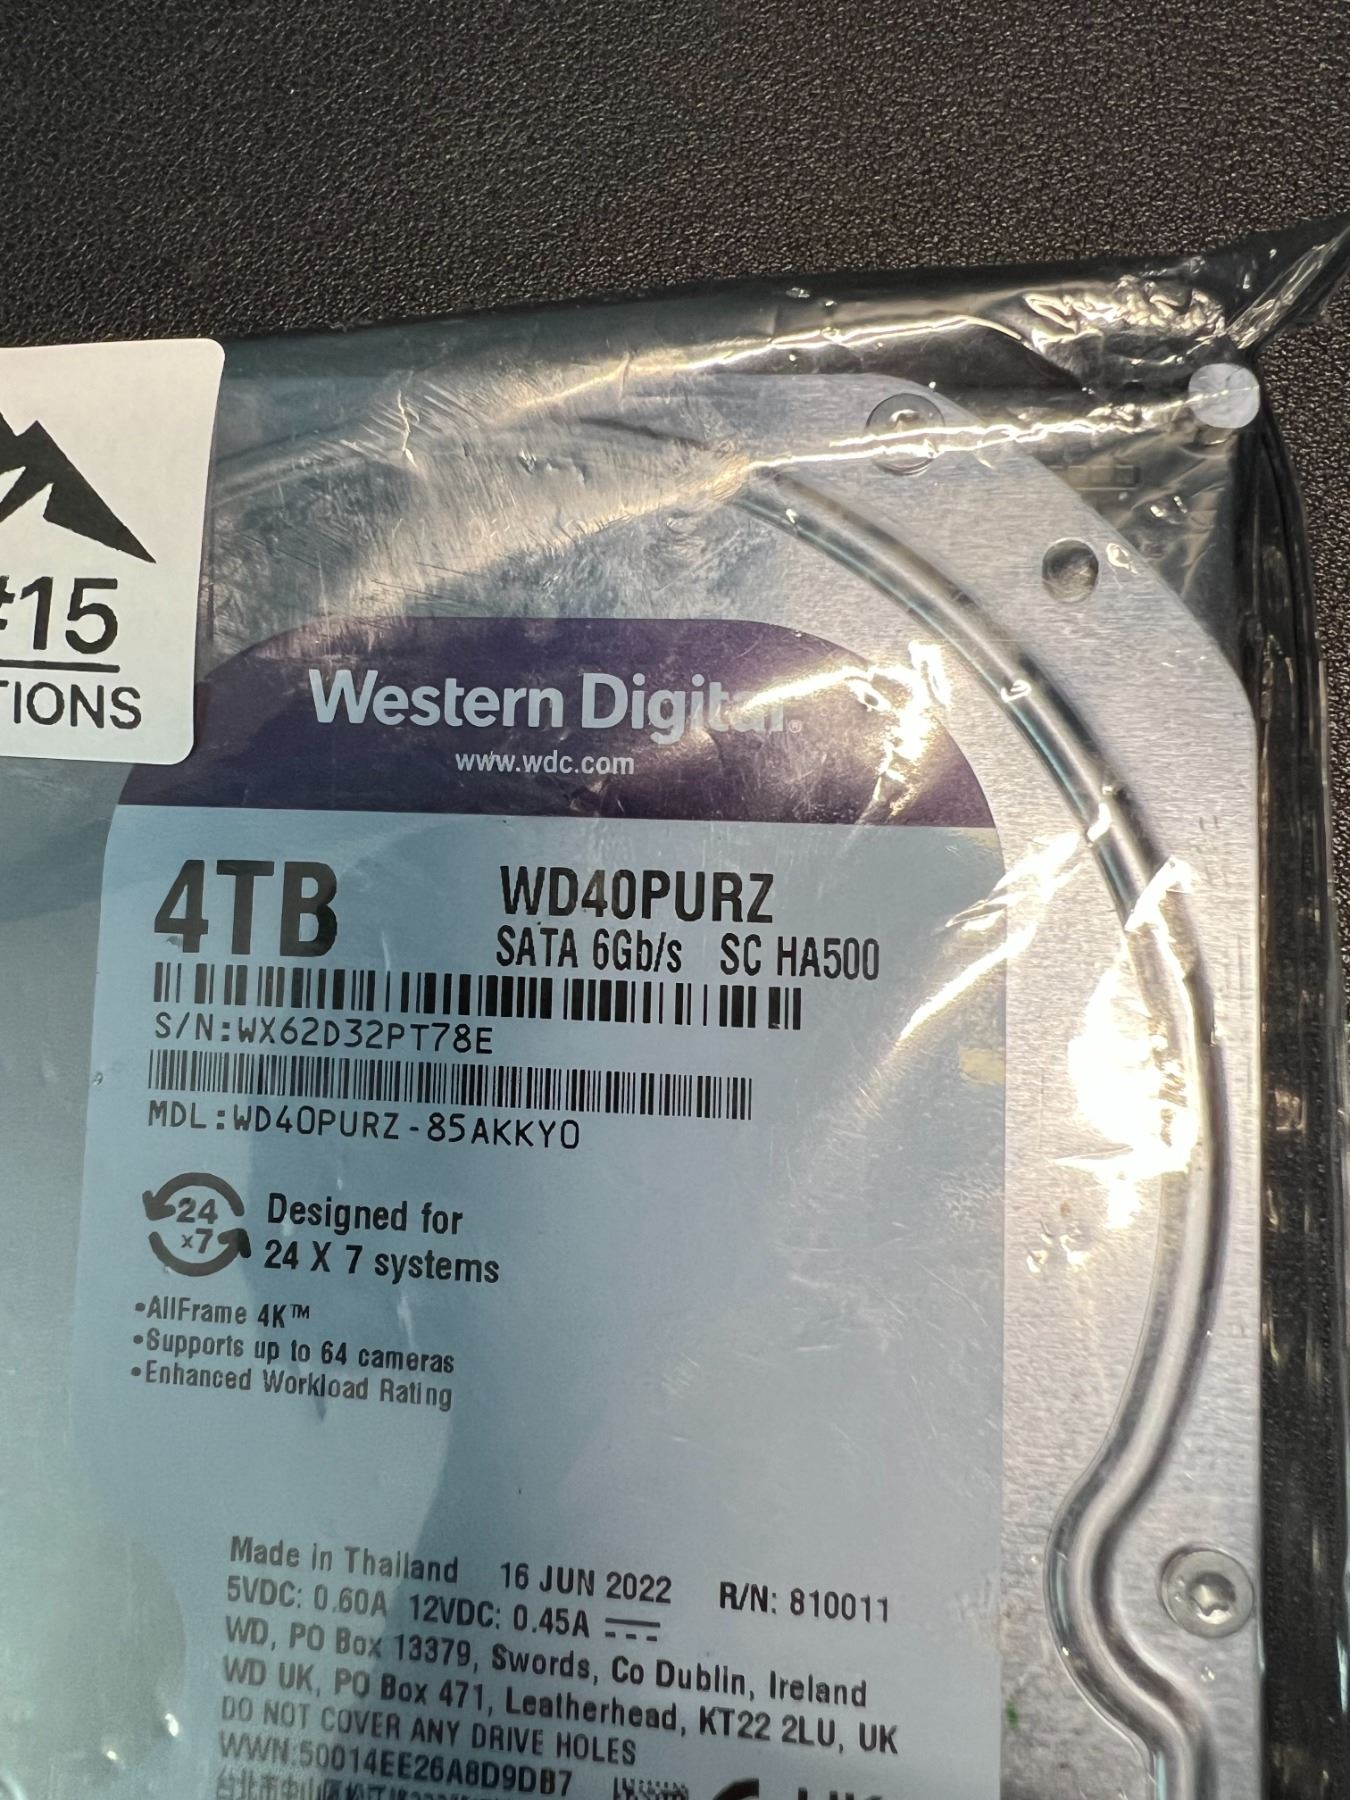 #15
TIONS
Western Digital®
www.wdc.com
4TB
WD40PURZ
SATA 6Gb/s SC HA500
S/N:WX62D32PT78E
MDL:WD40PURZ-85AKKY0
24
x7
Designed for
24 X 7 systems
•AllFrame 4K™
•Supports up to 64 cameras
•Enhanced Workload Rating
Made in Thailand 16 JUN 2022 R/N: 810011
5VDC: 0.60A 12VDC: 0.45A
WD, PO Box 13379, Swords, Co Dublin, Ireland
WD UK, PO Box 471, Leatherhead, KT22 2LU, UK
DO NOT COVER ANY DRIVE HOLES
WWN:50014EE26A8D9DB7